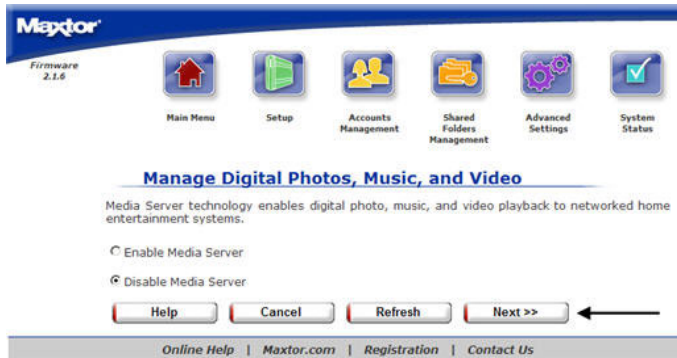 Maxtor
Firmware
2.1.6
Main Menu
Setup
Accounts
Management
Shared
Folders
Management
Advanced
Settings
System
Status
Manage Digital Photos, Music, and Video
Media Server technology enables digital photo, music, and video playback to networked home
entertainment systems.
Enable Media Server
Disable Media Server
Help Cancel Refresh Next >>
Online Help | Maxtor.com | Registration | Contact Us